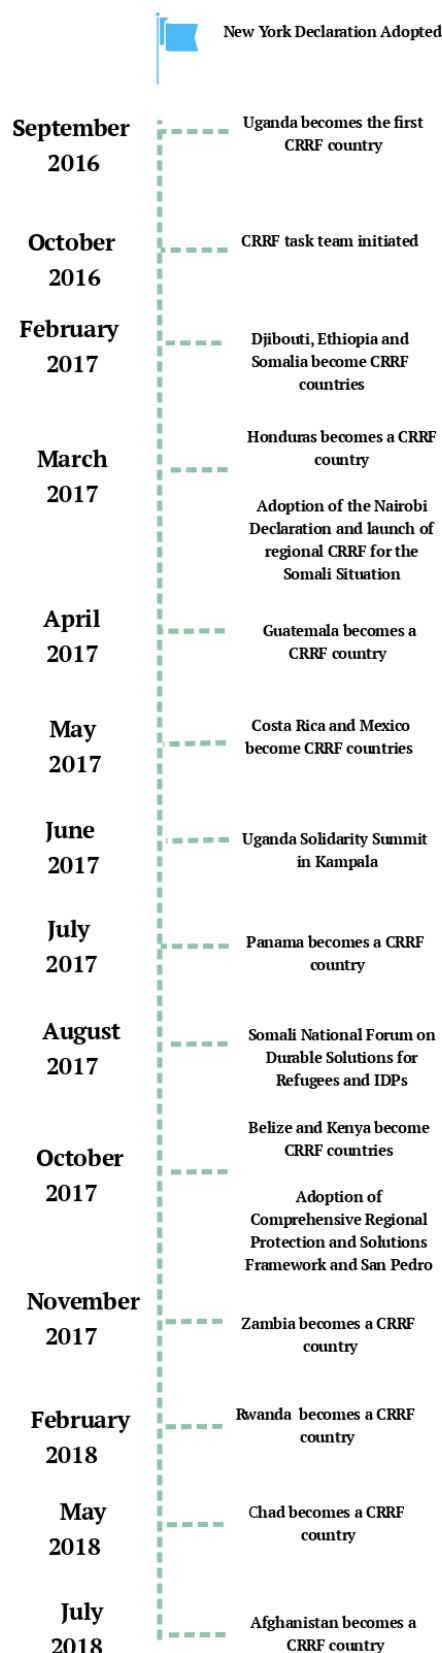 New York Declaration Adopted
September
2016
Uganda becomes the first
CRRF country
October
2016
CRRF task team initiated
February
2017
Djibouti, Ethiopia and
Somalia become CRRF
countries
March
2017
Honduras becomes a CRRF
country
Adoption of the Nairobi
Declaration and launch of
regional CRRF for the
Somali Situation
April
2017
Guatemala becomes a
CRRF country
May
2017
Costa Rica and Mexico
become CRRF countries
June
2017
Uganda Solidarity Summit
in Kampala
July
2017
Panama becomes a CRRF
country
August
2017
Somali National Forum on
Durable Solutions for
Refugees and IDPs
October
2017
Belize and Kenya become
CRRF countries
Adoption of
Comprehensive Regional
Protection and Solutions
Framework and San Pedro
November
2017
Zambia becomes a CRRF
country
February
2018
Rwanda becomes a CRRF
country
May
2018
Chad becomes a CRRF
country
July
2018
Afghanistan becomes a
CRRF country